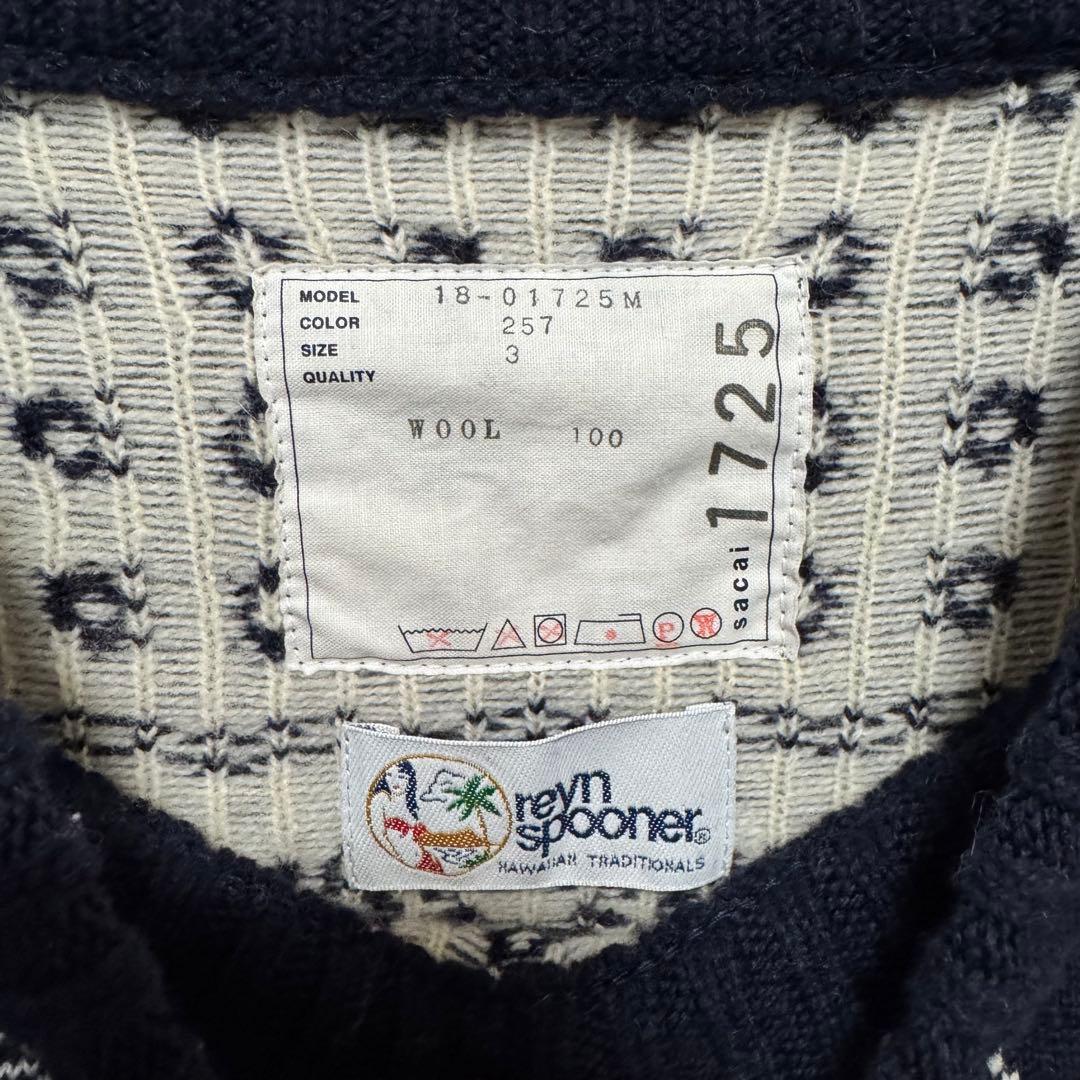 MODEL 18-01725M
COLOR 257
SIZE 3
QUALITY
WOOL 100
sacai 1725
P
W
reyn
spooner®
HAWAIIAN TRADITIONALS